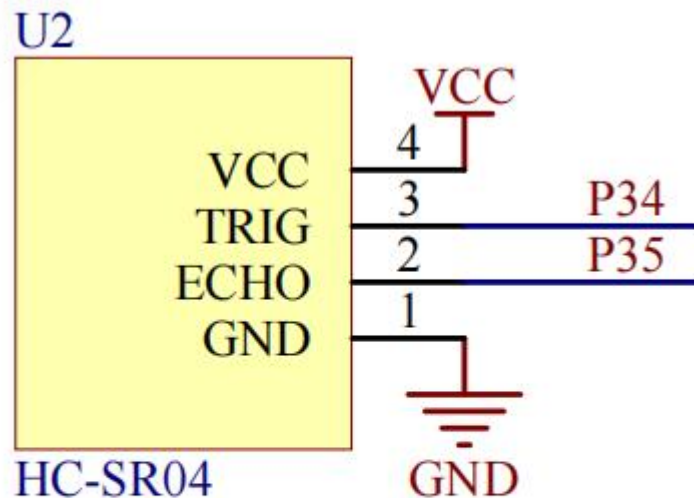 U2
VCC
VCC 4
TRIG 3 P34
ECHO 2 P35
GND 1
HC-SR04
GND